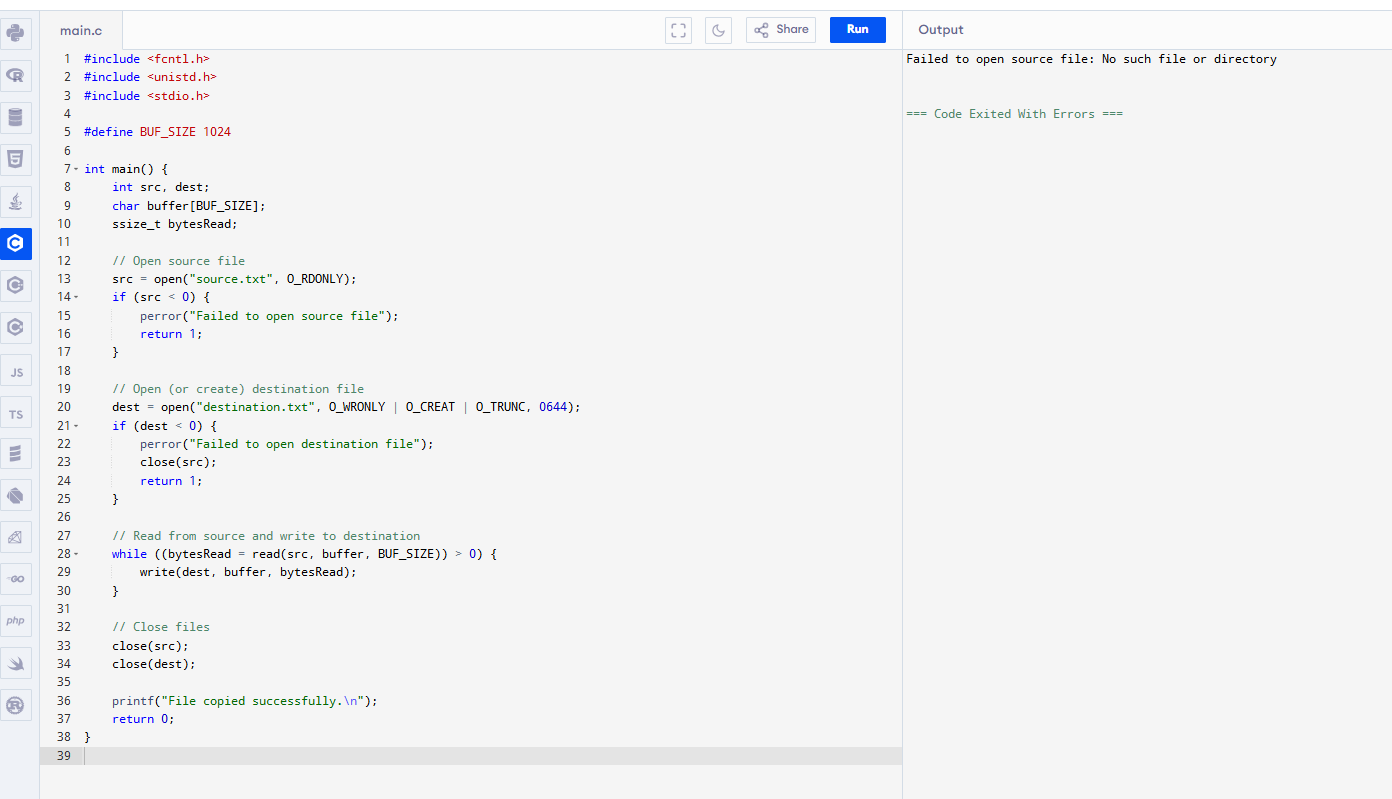 main.c
Share
Run
Output
1 #include <fcntl.h>
2 #include <unistd.h>
3 #include <stdio.h>
4
5 #define BUF_SIZE 1024
6
7 int main() {
8     int src, dest;
9     char buffer[BUF_SIZE];
10     ssize_t bytesRead;
11
12     // Open source file
13     src = open("source.txt", O_RDONLY);
14     if (src < 0) {
15         perror("Failed to open source file");
16         return 1;
17     }
18
19     // Open (or create) destination file
20     dest = open("destination.txt", O_WRONLY | O_CREAT | O_TRUNC, 0644);
21     if (dest < 0) {
22         perror("Failed to open destination file");
23         close(src);
24         return 1;
25     }
26
27     // Read from source and write to destination
28     while ((bytesRead = read(src, buffer, BUF_SIZE)) > 0) {
29         write(dest, buffer, bytesRead);
30     }
31
32     // Close files
33     close(src);
34     close(dest);
35
36     printf("File copied successfully.\n");
37     return 0;
38 }
39
Failed to open source file: No such file or directory
=== Code Exited With Errors ===
JS
TS
GO
php